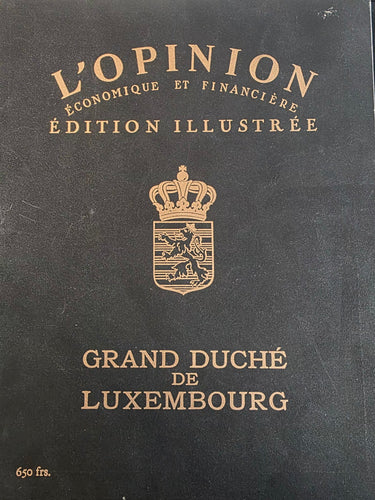 L'OPINION
ÉCONOMIQUE ET FINANCIÈRE
ÉDITION ILLUSTRÉE
GRAND DUCHÉ
DE
LUXEMBOURG
650 frs.